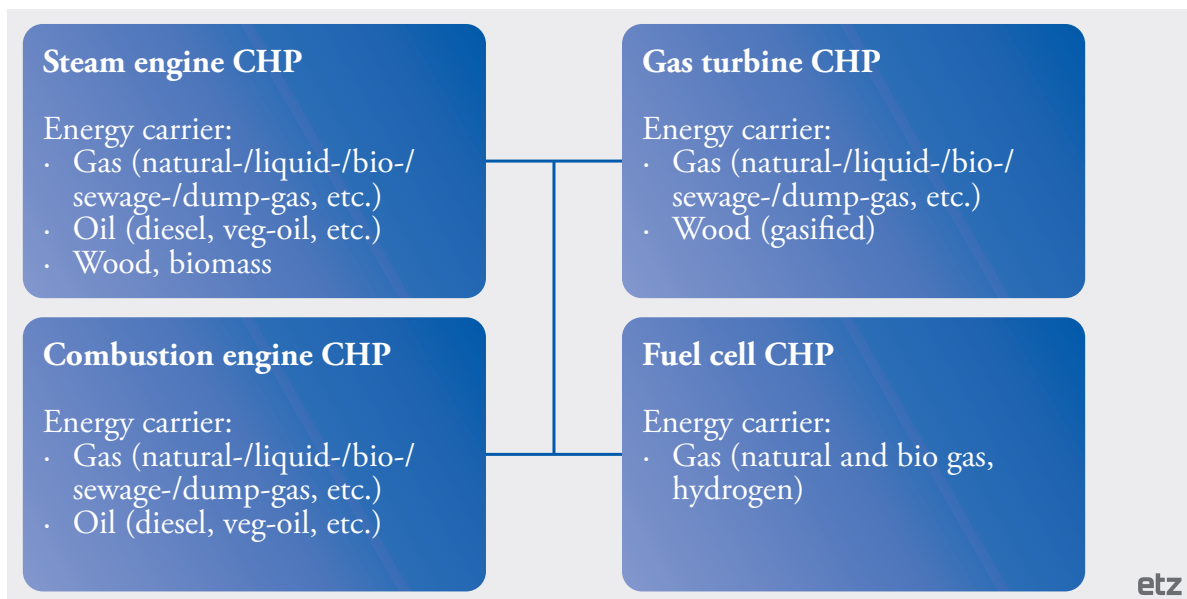 Steam engine CHP
Energy carrier:
· Gas (natural-/liquid-/bio-/
sewage-/dump-gas, etc.)
· Oil (diesel, veg-oil, etc.)
· Wood, biomass
Gas turbine CHP
Energy carrier:
· Gas (natural-/liquid-/bio-/
sewage-/dump-gas, etc.)
· Wood (gasified)
Combustion engine CHP
Energy carrier:
· Gas (natural-/liquid-/bio-/
sewage-/dump-gas, etc.)
· Oil (diesel, veg-oil, etc.)
Fuel cell CHP
Energy carrier:
· Gas (natural and bio gas,
hydrogen)
etz